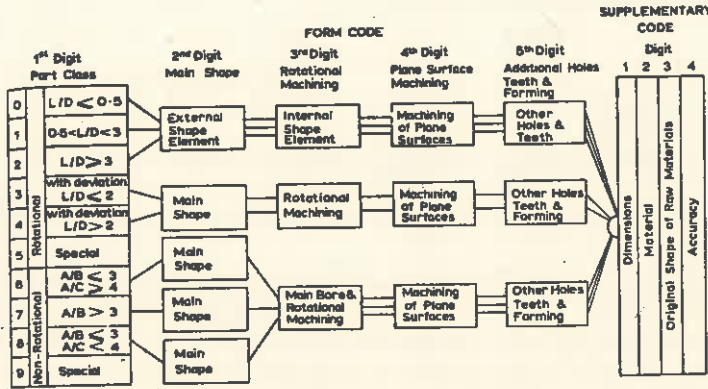 SUPPLEMENTARY
CODE
FORM CODE
Digit
1st Digit
Part Class
2nd Digit
Main Shape
3rd Digit
Rotational
Machining
4th Digit
Plane Surface
Machining
5th Digit
Additional Holes
Teeth &
Forming
1 2 3 4
0
L/D ⩽ 0·5
1
0·5<L/D<3
2
L/D ⩾ 3
3
with deviation
L/D ⩽ 2
4
with deviation
L/D > 2
5
Special
6
A/B ⩽ 3
A/C ⩾ 4
7
A/B > 3
8
A/B ⩽ 3
A/C < 4
9
Special
Rotational
Non-Rotational
External
Shape
Element
Internal
Shape
Element
Machining
of Plane
Surfaces
Other
Holes &
Teeth
Main
Shape
Rotational
Machining
Machining
of Plane
Surfaces
Other Holes
Teeth &
Forming
Main
Shape
Main
Shape
Main
Shape
Main Bore &
Rotational
Machining
Machining
of Plane
Surfaces
Other Holes
Teeth &
Forming
Dimensions
Material
Original Shape of Raw Materials
Accuracy